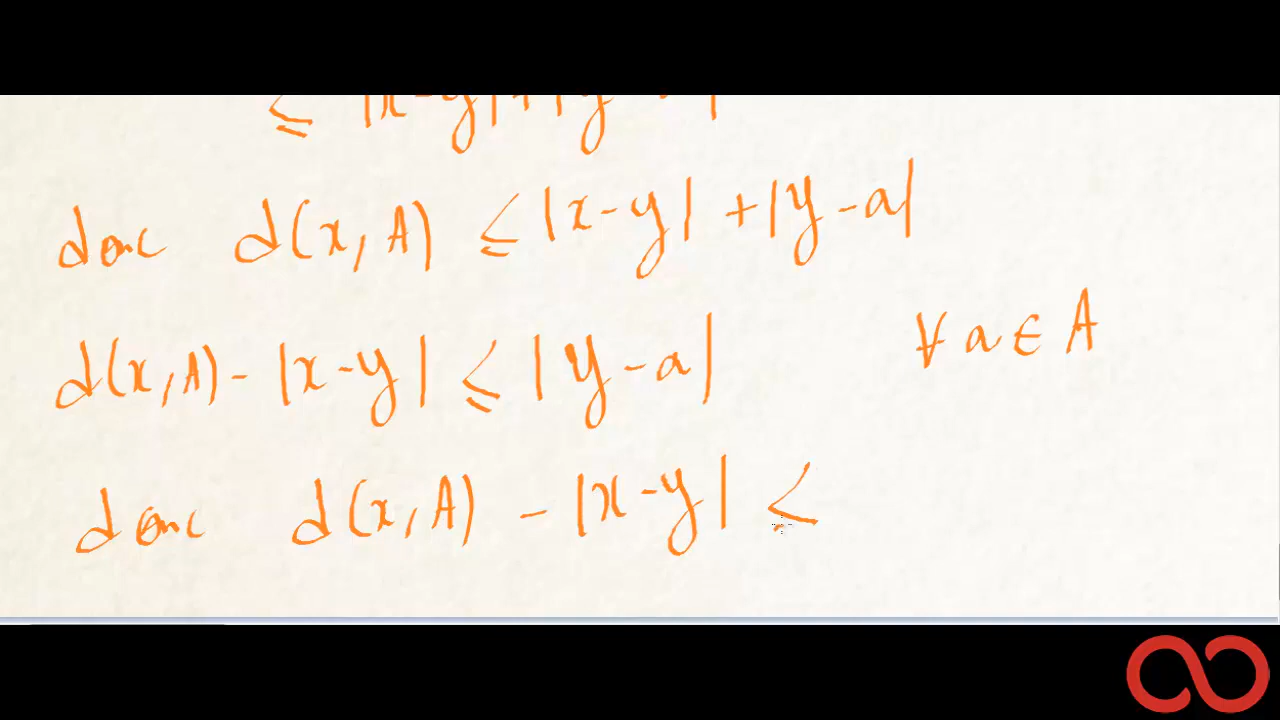 ≤ |x-y|+|y
donc d(x, A) ≤ |x-y| + |y-a|
d(x, A) - |x-y| ≤ |y-a| ∀ a ∈ A
donc d(x, A) - |x-y| <